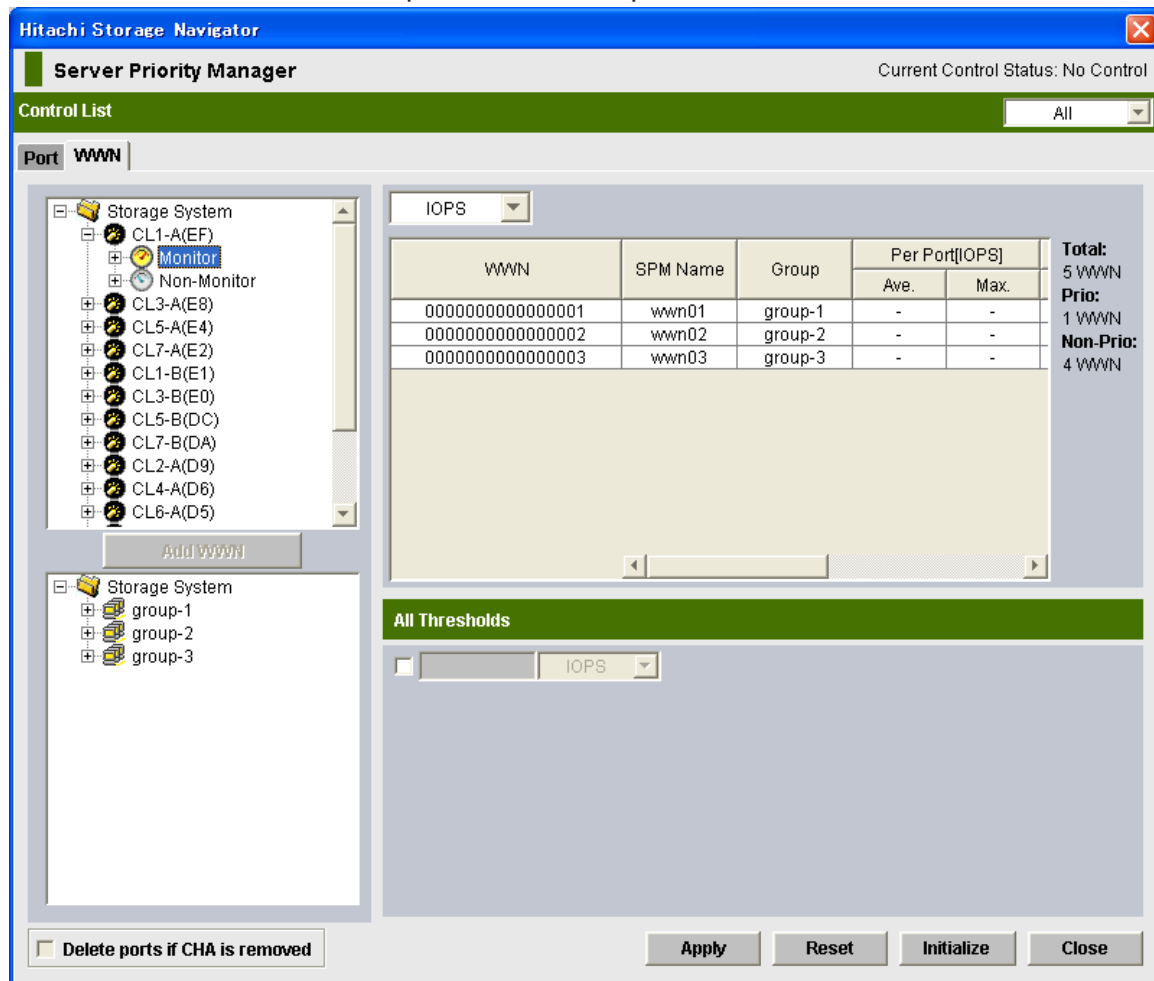 Hitachi Storage Navigator
Server Priority Manager
Current Control Status: No Control
Control List
All
Port WWN
Storage System
CL1-A(EF)
Monitor
Non-Monitor
CL3-A(E8)
CL5-A(E4)
CL7-A(E2)
CL1-B(E1)
CL3-B(E0)
CL5-B(DC)
CL7-B(DA)
CL2-A(D9)
CL4-A(D6)
CL6-A(D5)
Add WWN
Storage System
group-1
group-2
group-3
Delete ports if CHA is removed
IOPS
WWN SPM Name Group Per Port[IOPS]
Ave. Max.
0000000000000001 wwn01 group-1 - -
0000000000000002 wwn02 group-2 - -
0000000000000003 wwn03 group-3 - -
Total:
5 WWN
Prio:
1 WWN
Non-Prio:
4 WWN
All Thresholds
IOPS
Apply Reset Initialize Close